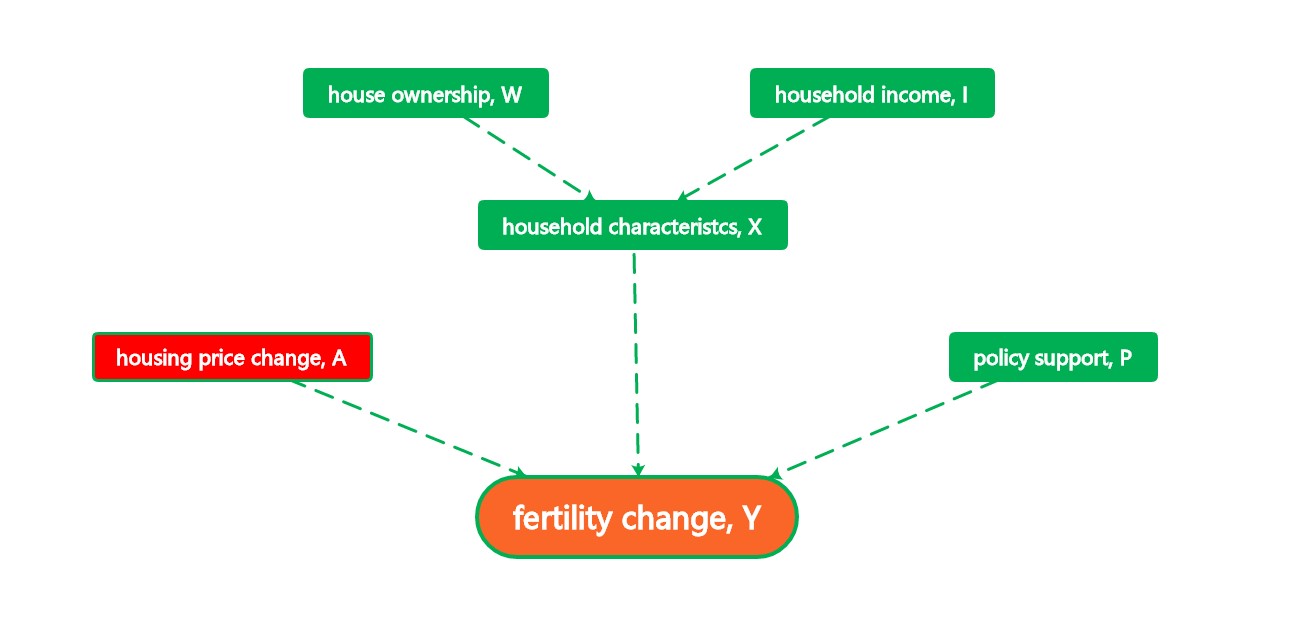 house ownership, W
household income, I
household characteristcs, X
housing price change, A
policy support, P
fertility change, Y